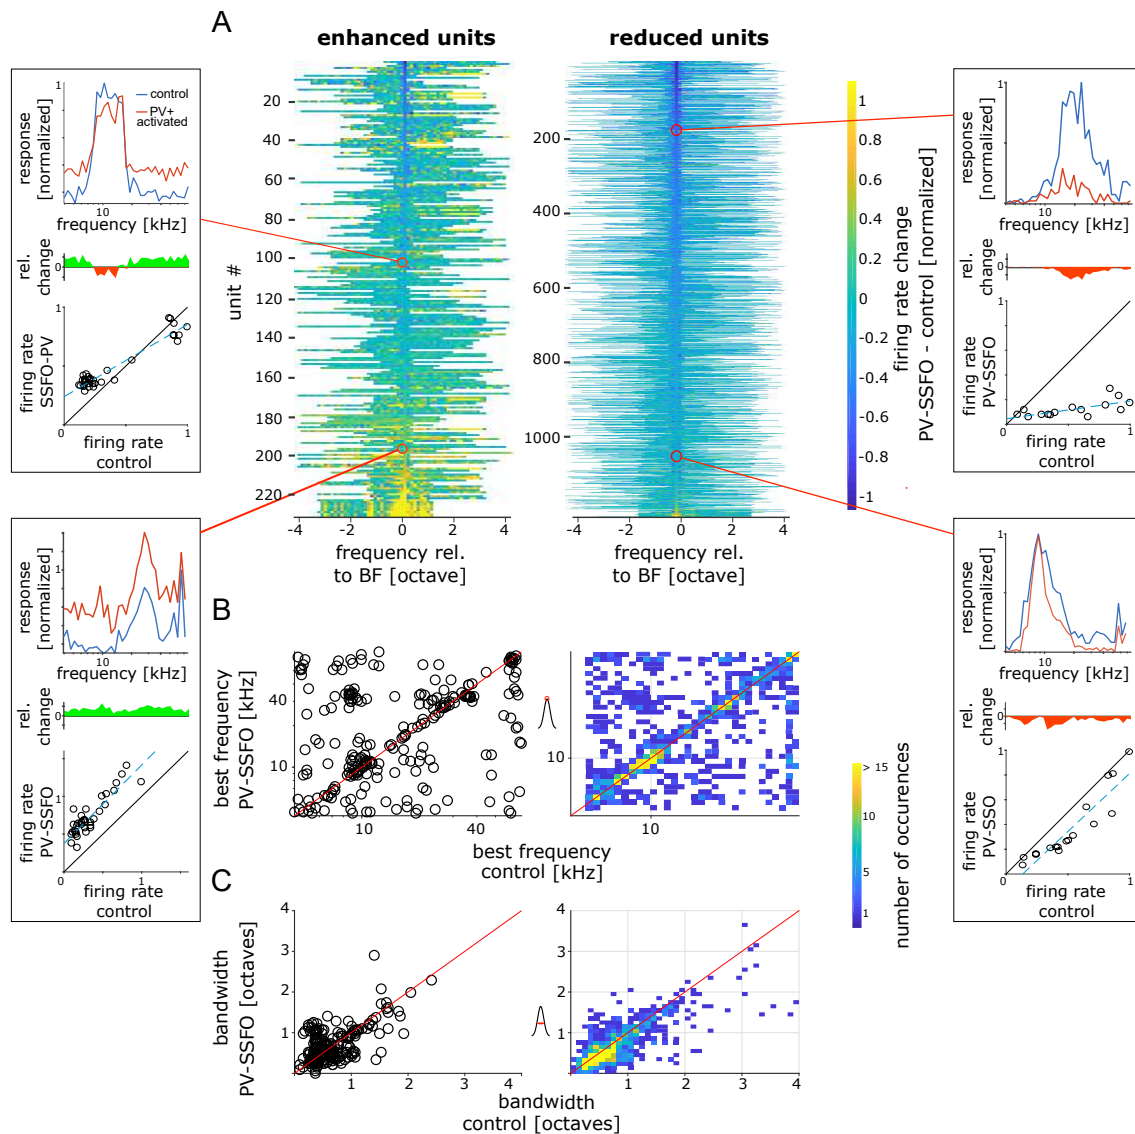 A
enhanced units
reduced units
control
PV+
activated
1
response
[normalized]
10
frequency [kHz]
rel.
change
0
1
firing rate
SSFO-PV
0
1
firing rate
control
unit #
20
40
60
80
100
120
140
160
180
200
220
-4
-2
0
2
4
frequency rel.
to BF [octave]
200
400
600
800
1000
-4
-2
0
2
4
frequency rel.
to BF [octave]
1
0.8
0.6
0.4
0.2
0
-0.2
-0.4
-0.6
-0.8
-1
firing rate change
PV-SSFO - control [normalized]
1
response
[normalized]
10
frequency [kHz]
rel.
change
0
1
firing rate
PV-SSFO
0
1
firing rate
control
1
response
[normalized]
10
frequency [kHz]
rel.
change
0
1
firing rate
PV-SSFO
0
1
firing rate
control
1
response
[normalized]
10
frequency [kHz]
rel.
change
0
1
firing rate
PV-SSO
0
1
firing rate
control
B
best frequency
PV-SSFO [kHz]
40
10
10
40
best frequency
control [kHz]
10
10
> 15
10
5
1
number of occurences
C
bandwidth
PV-SSFO [octaves]
4
3
2
1
0
0
1
2
3
4
bandwidth
control [octaves]
4
3
2
1
0
1
2
3
4